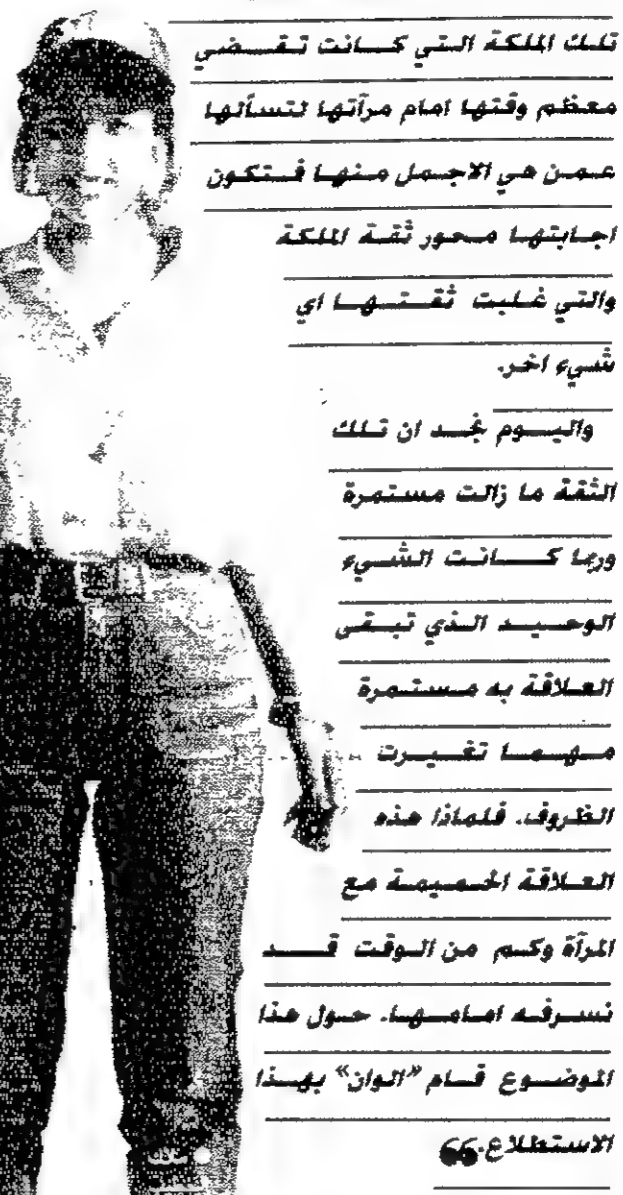 تلك الملكة التي كانت تقضي
معظم وقتها امام مرآتها لتسألها
عمن هي الاجمل منها فتكون
اجابتها محور ثقة الملكة
والتي غلبت ثقتها اي
شيء اخر.
واليوم نجد ان تلك
الثقة ما زالت مستمرة
وربما كانت الشيء
الوحيد الذي تبقى
العلاقة به مستمرة
مهما تغيرت
الظروف. فلماذا هذه
العلاقة الحميمة مع
المرآة وكم من الوقت قد
نسرفه امامها. حول هذا
الموضوع قام «الوان» بهذا
الاستطلاع.66